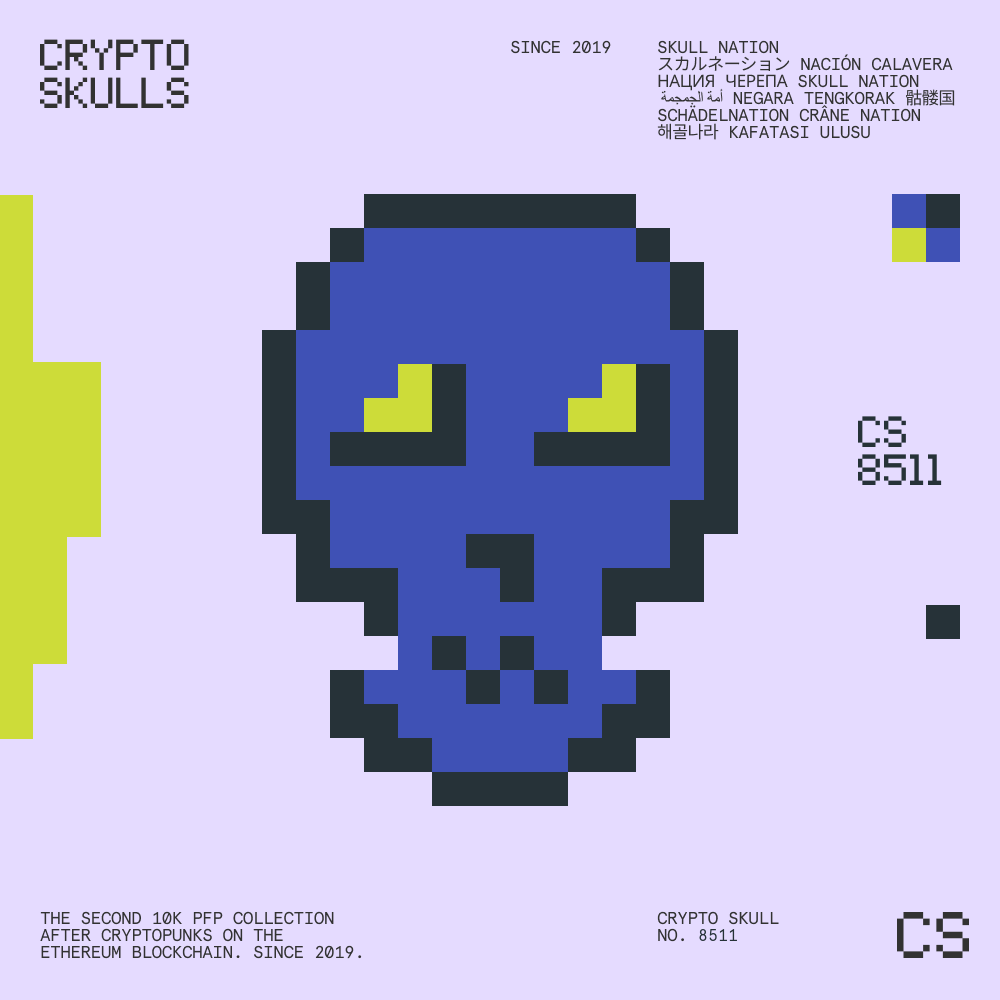 CRYPTO
SKULLS
SINCE 2019
SKULL NATION
スカルネーション NACIÓN CALAVERA
НАЦИЯ ЧЕРЕПА SKULL NATION
أمة الجمجمة NEGARA TENGKORAK 骷髅国
SCHÄDELNATION CRÂNE NATION
해골나라 KAFATASI ULUSU
CS
8511
THE SECOND 10K PFP COLLECTION
AFTER CRYPTOPUNKS ON THE
ETHEREUM BLOCKCHAIN. SINCE 2019.
CRYPTO SKULL
NO. 8511
CS